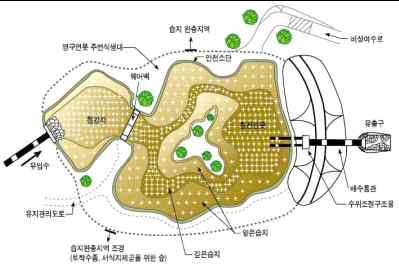 습지 완충지역
영구연못 주변식생대
안전소단
비상여수로
웨어벽
침강지
유출구
유입수
배수통관
수위조절구조물
유지관리도로
얕은습지
습지완충지역 조경
(토착수종, 서식지제공을 위한 숲)
깊은습지